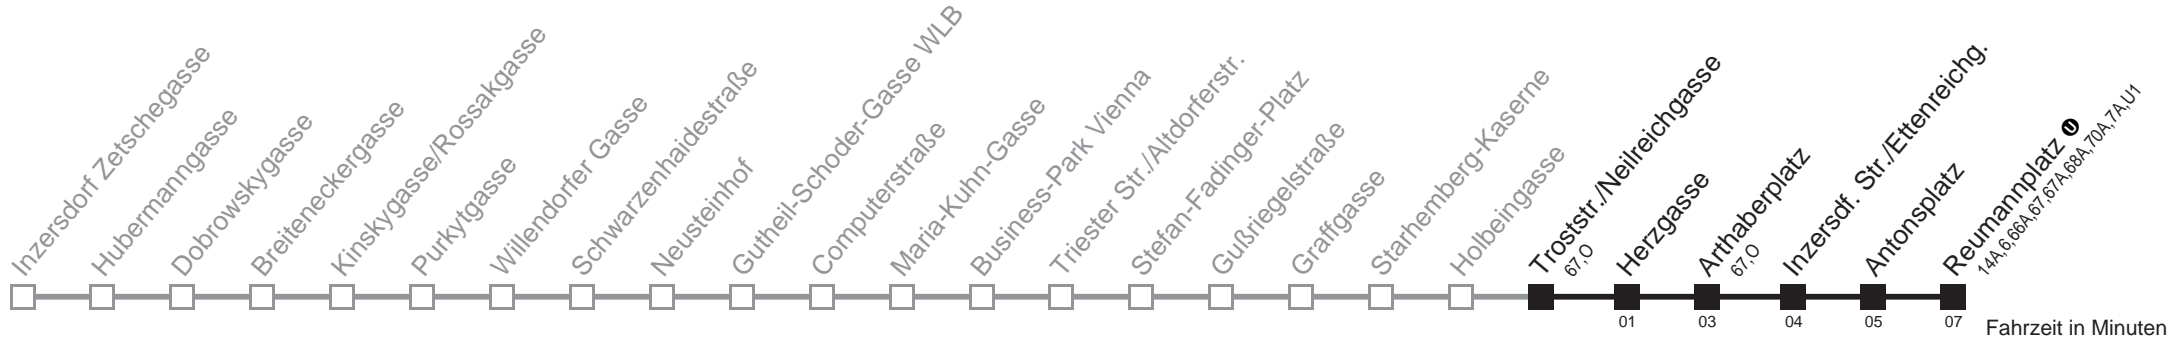 Inzersdorf Zetschegasse
Hubermanngasse
Dobrowskygasse
Breiteneckergasse
Kinskygasse/Rossakgasse
Purkytgasse
Willendorfer Gasse
Schwarzenhaidestraße
Neusteinhof
Gutheil-Schoder-Gasse WLB
Computerstraße
Maria-Kuhn-Gasse
Business-Park Vienna
Triester Str./Altdorferstr.
Stefan-Fadinger-Platz
Gußriegelstraße
Graffgasse
Starhemberg-Kaserne
Holbeingasse
Troststr./Neilreichgasse
67,O
Herzgasse
Arthaberplatz
67,O
Inzersdf. Str./Ettenreichg.
Antonsplatz
Reumannplatz U
14A,6,66A,67,67A,68A,70A,7A,U1
01
03
04
05
07
Fahrzeit in Minuten